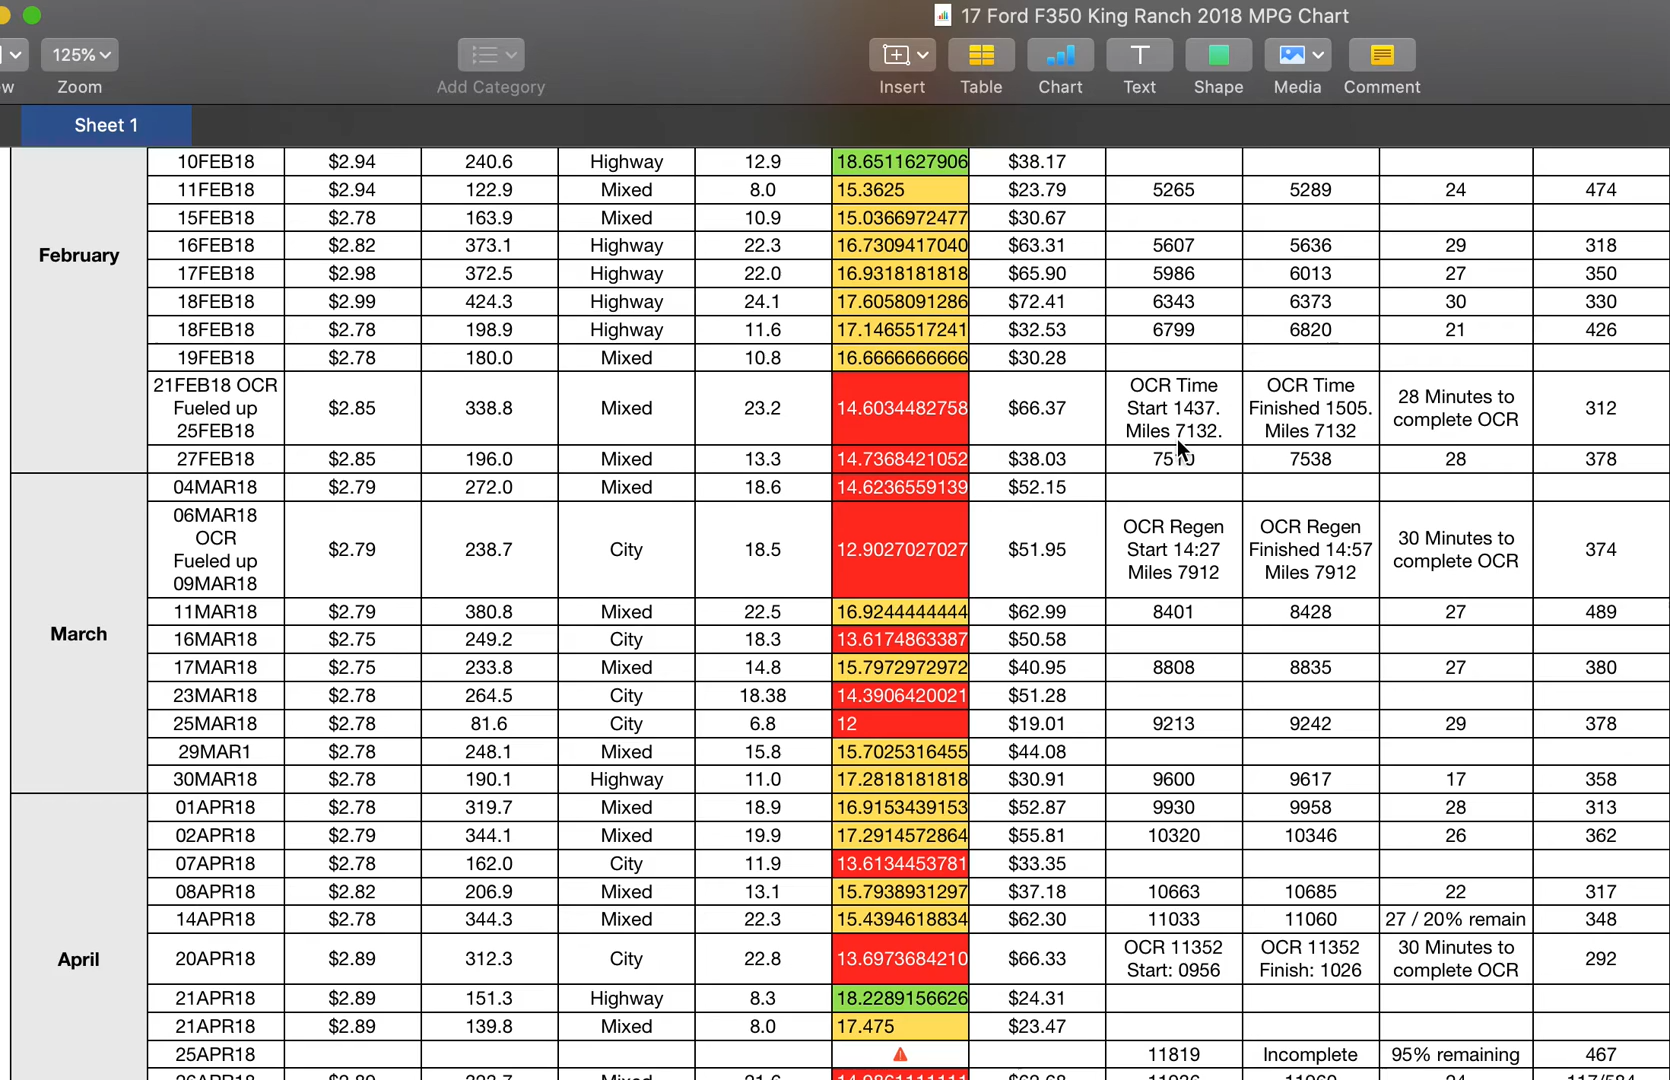 17 Ford F350 King Ranch 2018 MPG Chart
125%
w Zoom Add Category Insert Table Chart Text Shape Media Comment
Sheet 1
February
10FEB18 $2.94 240.6 Highway 12.9 18.6511627906 $38.17
11FEB18 $2.94 122.9 Mixed 8.0 15.3625 $23.79 5265 5289 24 474
15FEB18 $2.78 163.9 Mixed 10.9 15.0366972477 $30.67
16FEB18 $2.82 373.1 Highway 22.3 16.7309417040 $63.31 5607 5636 29 318
17FEB18 $2.98 372.5 Highway 22.0 16.9318181818 $65.90 5986 6013 27 350
18FEB18 $2.99 424.3 Highway 24.1 17.6058091286 $72.41 6343 6373 30 330
18FEB18 $2.78 198.9 Highway 11.6 17.1465517241 $32.53 6799 6820 21 426
19FEB18 $2.78 180.0 Mixed 10.8 16.6666666666 $30.28
21FEB18 OCR
Fueled up
25FEB18
$2.85 338.8 Mixed 23.2 14.6034482758 $66.37
OCR Time
Start 1437.
Miles 7132.
OCR Time
Finished 1505.
Miles 7132
28 Minutes to
complete OCR
312
27FEB18 $2.85 196.0 Mixed 13.3 14.7368421052 $38.03 7538 28 378
March
04MAR18 $2.79 272.0 Mixed 18.6 14.6236559139 $52.15
06MAR18
OCR
Fueled up
09MAR18
$2.79 238.7 City 18.5 12.9027027027 $51.95
OCR Regen
Start 14:27
Miles 7912
OCR Regen
Finished 14:57
Miles 7912
30 Minutes to
complete OCR
374
11MAR18 $2.79 380.8 Mixed 22.5 16.9244444444 $62.99 8401 8428 27 489
16MAR18 $2.75 249.2 City 18.3 13.6174863387 $50.58
17MAR18 $2.75 233.8 Mixed 14.8 15.7972972972 $40.95 8808 8835 27 380
23MAR18 $2.78 264.5 City 18.38 14.3906420021 $51.28
25MAR18 $2.78 81.6 City 6.8 12 $19.01 9213 9242 29 378
29MAR1 $2.78 248.1 Mixed 15.8 15.7025316455 $44.08
30MAR18 $2.78 190.1 Highway 11.0 17.2818181818 $30.91 9600 9617 17 358
April
01APR18 $2.78 319.7 Mixed 18.9 16.9153439153 $52.87 9930 9958 28 313
02APR18 $2.79 344.1 Mixed 19.9 17.2914572864 $55.81 10320 10346 26 362
07APR18 $2.78 162.0 City 11.9 13.6134453781 $33.35
08APR18 $2.82 206.9 Mixed 13.1 15.7938931297 $37.18 10663 10685 22 317
14APR18 $2.78 344.3 Mixed 22.3 15.4394618834 $62.30 11033 11060 27 / 20% remain 348
20APR18 $2.89 312.3 City 22.8 13.6973684210 $66.33
OCR 11352
Start: 0956
OCR 11352
Finish: 1026
30 Minutes to
complete OCR
292
21APR18 $2.89 151.3 Highway 8.3 18.2289156626 $24.31
21APR18 $2.89 139.8 Mixed 8.0 17.475 $23.47
25APR18 11819 Incomplete 95% remaining 467